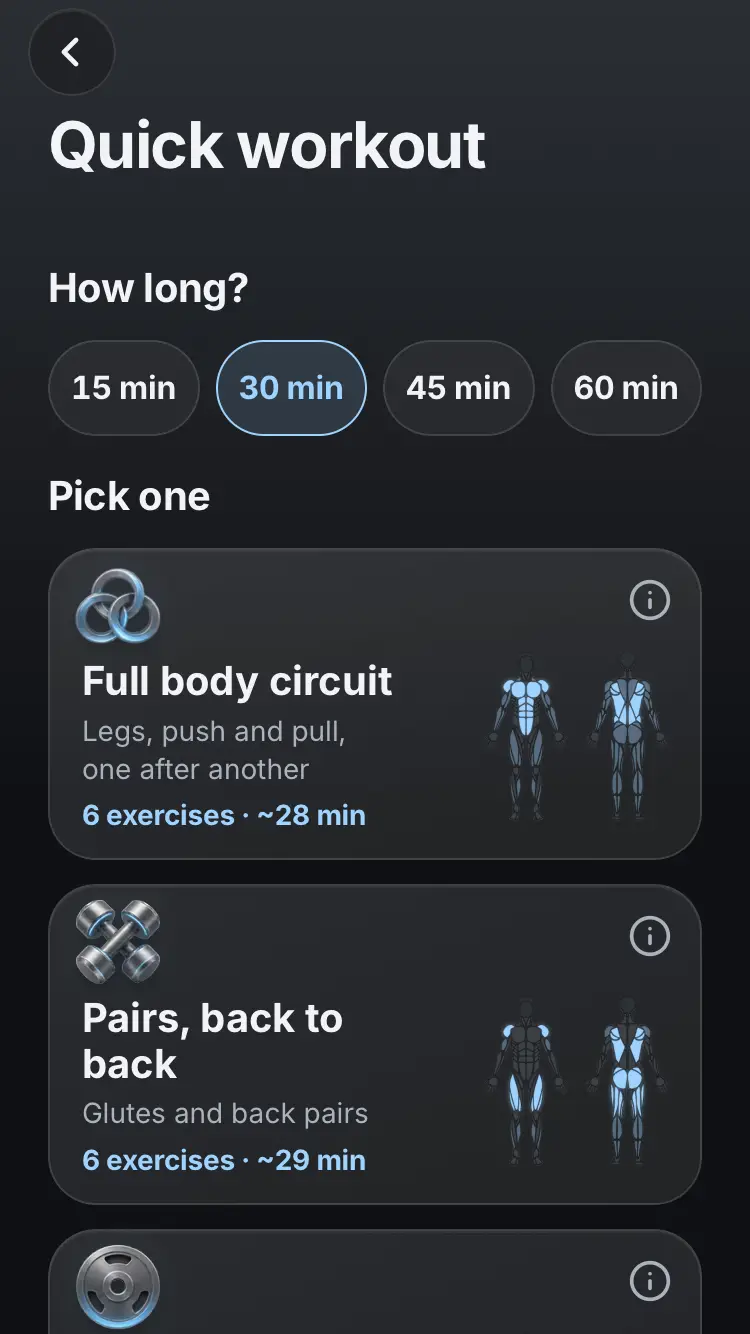 Quick workout
How long?
15 min 30 min 45 min 60 min
Pick one
Full body circuit
Legs, push and pull,
one after another
6 exercises · ~28 min
Pairs, back to
back
Glutes and back pairs
6 exercises · ~29 min